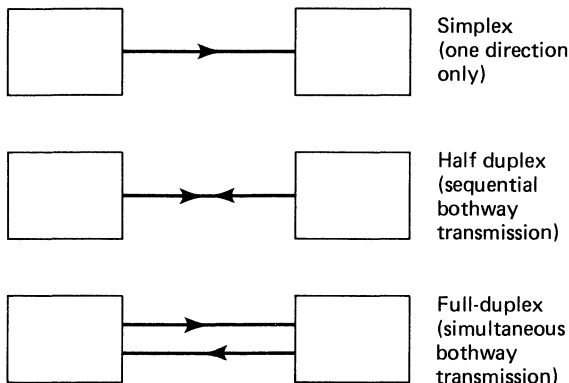 Simplex
(one direction
only)
Half duplex
(sequential
bothway
transmission)
Full-duplex
(simultaneous
bothway
transmission)